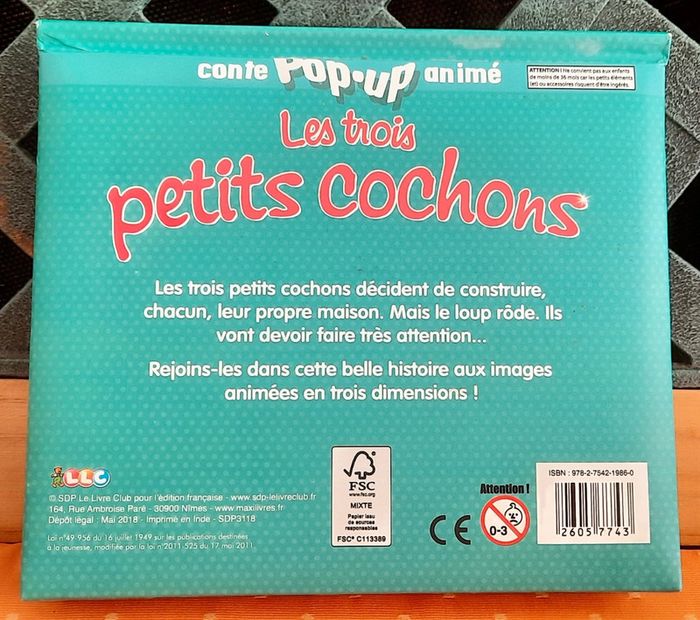 conte POP-UP animé
ATTENTION ! Ne convient pas aux enfants
de moins de 36 mois car les petits éléments
(et) ou accessoires risquent d'être ingérés.
Les trois
petits cochons
Les trois petits cochons décident de construire,
chacun, leur propre maison. Mais le loup rôde. Ils
vont devoir faire très attention...
Rejoins-les dans cette belle histoire aux images
animées en trois dimensions !
LLC
© SDP Le Livre Club pour l'édition française - www.sdp-lelivreclub.fr
164, Rue Ambroise Paré - 30900 Nîmes - www.maxilivres.fr
Dépôt légal : Mai 2018 - Imprimé en Inde - SDP3118
Loi n°49 956 du 16 juillet 1949 sur les publications destinées
à la jeunesse, modifiée par la loi n°2011 525 du 17 mai 2011.
FSC
www.fsc.org
MIXTE
Papier issu
de sources
responsables
FSC® C113389
CE
Attention !
0-3
ISBN : 978-2-7542-1986-0
2605 7743